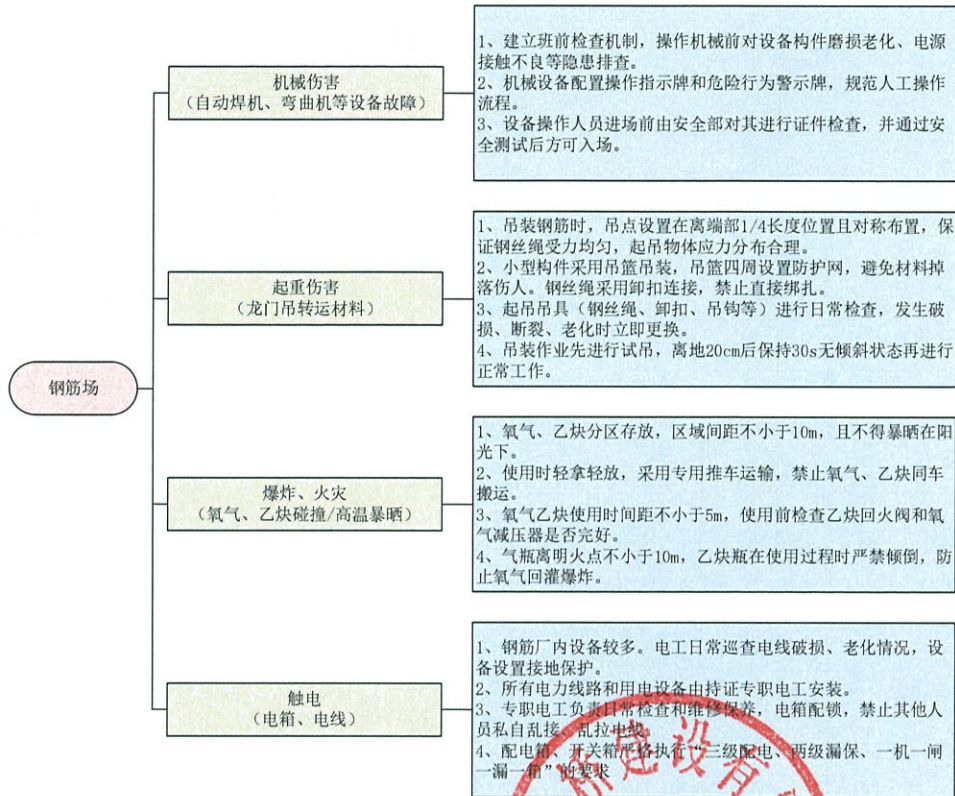 钢筋场
机械伤害
（自动焊机、弯曲机等设备故障）
1、建立班前检查机制，操作机械前对设备构件磨损老化、电源
接触不良等隐患排查。
2、机械设备配置操作指示牌和危险行为警示牌，规范人工操作
流程。
3、设备操作人员进场前由安全部对其进行证件检查，并通过安
全测试后方可入场。
起重伤害
（龙门吊转运材料）
1、吊装钢筋时，吊点设置在离端部1/4长度位置且对称布置，保
证钢丝绳受力均匀，起吊物体应力分布合理。
2、小型构件采用吊篮吊装，吊篮四周设置防护网，避免材料掉
落伤人。钢丝绳采用卸扣连接，禁止直接绑扎。
3、起吊吊具（钢丝绳、卸扣、吊钩等）进行日常检查，发生破
损、断裂、老化时立即更换。
4、吊装作业先进行试吊，离地20cm后保持30s无倾斜状态再进行
正常工作。
爆炸、火灾
（氧气、乙炔碰撞/高温暴晒）
1、氧气、乙炔分区存放，区域间距不小于10m，且不得暴晒在阳
光下。
2、使用时轻拿轻放，采用专用推车运输，禁止氧气、乙炔同车
搬运。
3、氧气乙炔使用时间距不小于5m，使用前检查乙炔回火阀和氧
气减压器是否完好。
4、气瓶离明火点不小于10m，乙炔瓶在使用过程时严禁倾倒，防
止氧气回灌爆炸。
触电
（电箱、电线）
1、钢筋厂内设备较多。电工日常巡查电线破损、老化情况，设
备设置接地保护。
2、所有电力线路和用电设备由持证专职电工安装。
3、专职电工负责日常检查和维修保养，电箱配锁，禁止其他人
员私自乱接、乱拉电线。
4、配电箱、开关箱严格执行“三级配电、两级漏保、一机一闸
一漏一箱”的要求
桥建设有